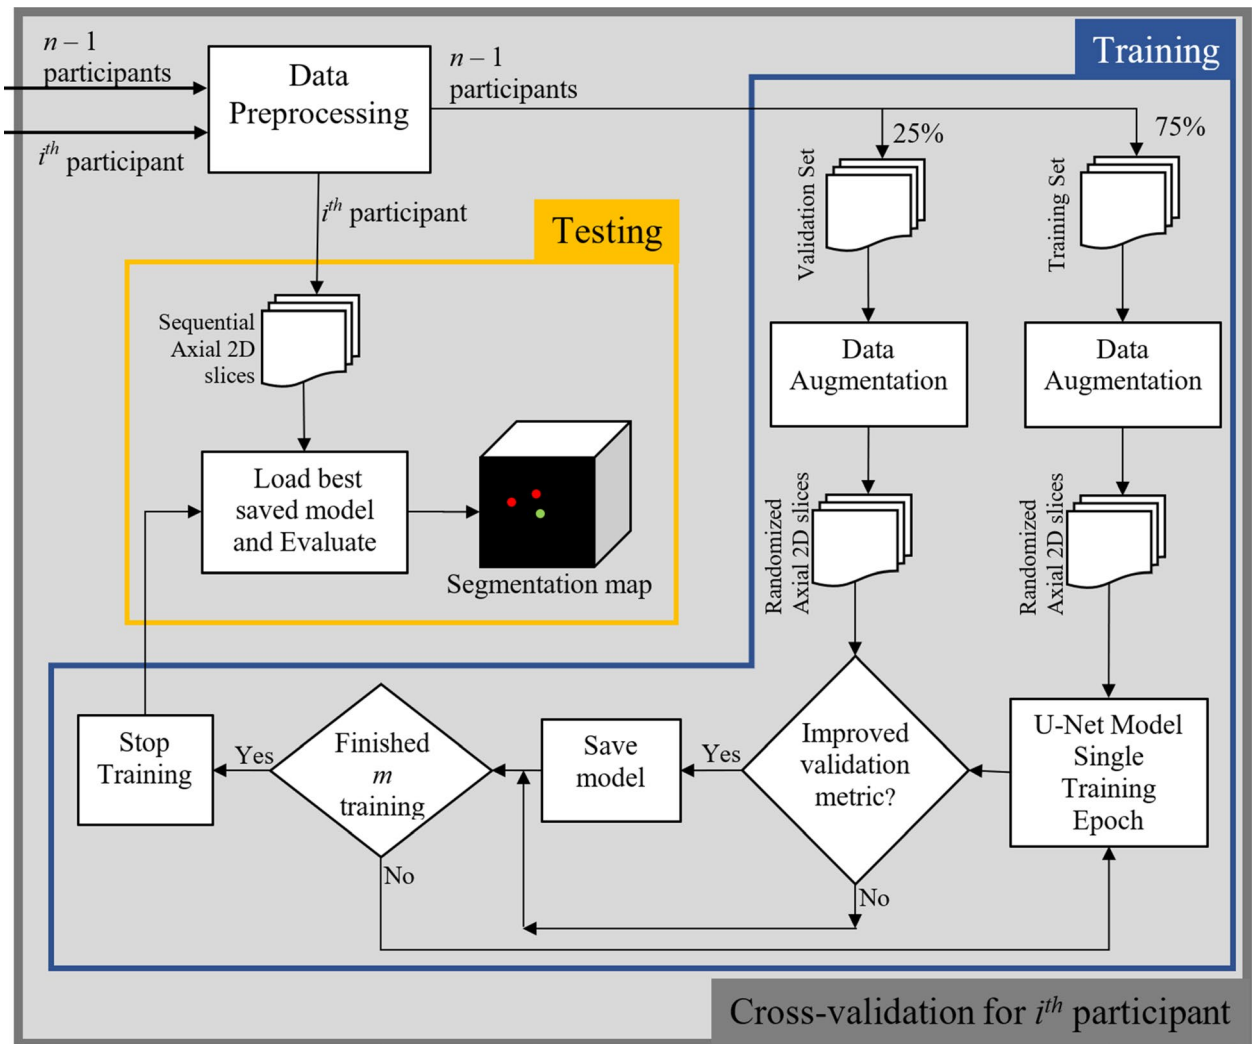 n – 1
participants
Data
Preprocessing
n – 1
participants
Training
i^th participant
25%
75%
Validation Set
Training Set
i^th participant
Testing
Sequential
Axial 2D
slices
Data
Augmentation
Data
Augmentation
Load best
saved model
and Evaluate
Segmentation map
Randomized
Axial 2D slices
Randomized
Axial 2D slices
Stop
Training
Yes
Finished
m
training
Save
model
Yes
Improved
validation
metric?
U-Net Model
Single
Training
Epoch
No
No
Cross-validation for i^th participant